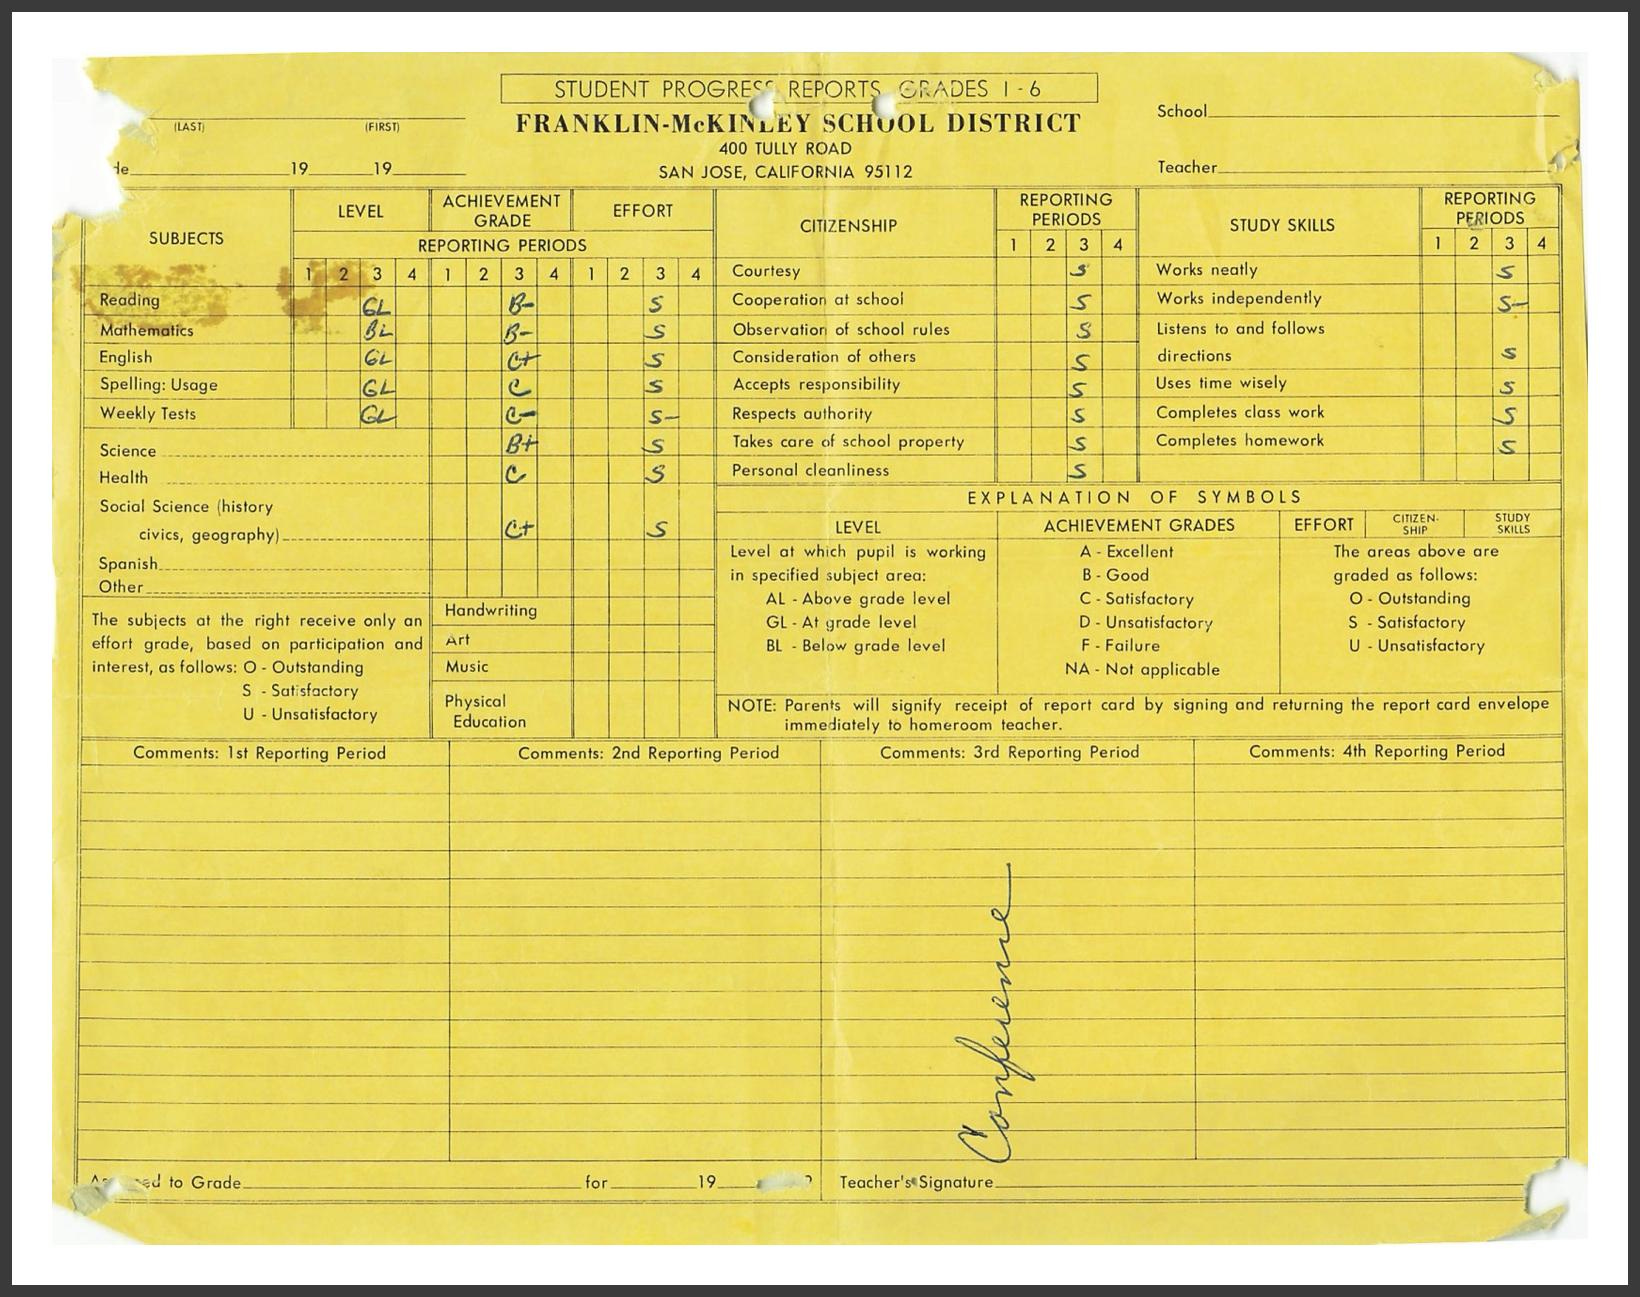 STUDENT PROGRESS REPORTS, GRADES 1 - 6
FRANKLIN-McKINLEY SCHOOL DISTRICT
400 TULLY ROAD
SAN JOSE, CALIFORNIA 95112
(LAST) (FIRST)
19 19
School
Teacher
SUBJECTS
LEVEL ACHIEVEMENT GRADE EFFORT
REPORTING PERIODS
1 2 3 4 1 2 3 4 1 2 3 4
Reading GL B- S
Mathematics BL B- S
English GL C+ S
Spelling: Usage GL C S
Weekly Tests GL C- S-
Science B+ S
Health C S
Social Science (history
civics, geography) C+ S
Spanish
Other
The subjects at the right receive only an
effort grade, based on participation and
interest, as follows: O - Outstanding
S - Satisfactory
U - Unsatisfactory
Handwriting
Art
Music
Physical
Education
CITIZENSHIP REPORTING PERIODS
1 2 3 4
Courtesy S
Cooperation at school S
Observation of school rules S
Consideration of others S
Accepts responsibility S
Respects authority S
Takes care of school property S
Personal cleanliness S
STUDY SKILLS REPORTING PERIODS
1 2 3 4
Works neatly S
Works independently S-
Listens to and follows
directions S
Uses time wisely S
Completes class work S
Completes homework S
EXPLANATION OF SYMBOLS
LEVEL
Level at which pupil is working
in specified subject area:
AL - Above grade level
GL - At grade level
BL - Below grade level
ACHIEVEMENT GRADES
A - Excellent
B - Good
C - Satisfactory
D - Unsatisfactory
F - Failure
NA - Not applicable
EFFORT CITIZEN-SHIP STUDY SKILLS
The areas above are
graded as follows:
O - Outstanding
S - Satisfactory
U - Unsatisfactory
NOTE: Parents will signify receipt of report card by signing and returning the report card envelope
immediately to homeroom teacher.
Comments: 1st Reporting Period
Comments: 2nd Reporting Period
Comments: 3rd Reporting Period
Comments: 4th Reporting Period
Conference
to Grade for 19
Teacher's Signature